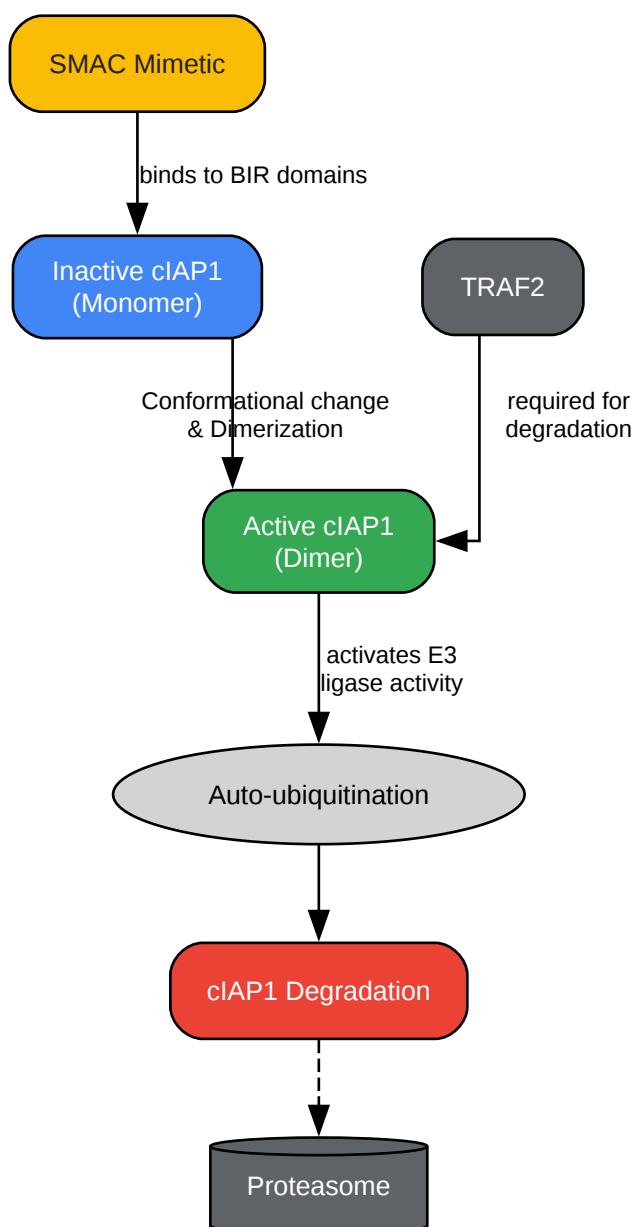 SMAC Mimetic
binds to BIR domains
Inactive cIAP1
(Monomer)
TRAF2
Conformational change
& Dimerization
required for
degradation
Active cIAP1
(Dimer)
activates E3
ligase activity
Auto-ubiquitination
cIAP1 Degradation
Proteasome